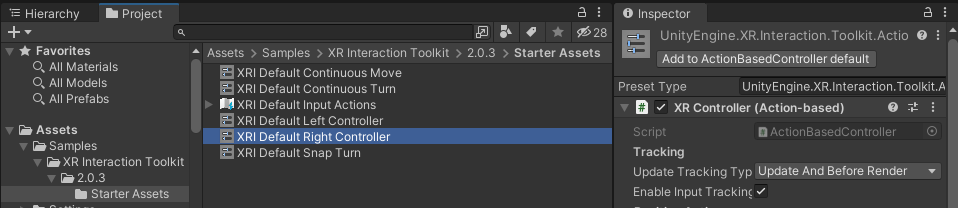 Hierarchy
Project
28
Favorites
All Materials
All Models
All Prefabs
Assets
Samples
XR Interaction Toolkit
2.0.3
Starter Assets
Assets > Samples > XR Interaction Toolkit > 2.0.3 > Starter Assets
XRI Default Continuous Move
XRI Default Continuous Turn
XRI Default Input Actions
XRI Default Left Controller
XRI Default Right Controller
XRI Default Snap Turn
Inspector
UnityEngine.XR.Interaction.Toolkit.Actio
Add to ActionBasedController default
Preset Type UnityEngine.XR.Interaction.Toolkit.A
# XR Controller (Action-based)
Script ActionBasedController
Tracking
Update Tracking Typ Update And Before Render
Enable Input Tracking